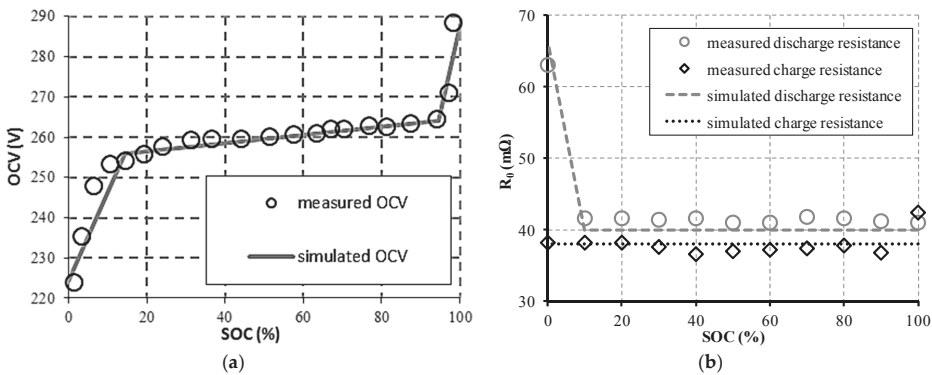 290
280
270
260
250
240
230
220
OCV (V)
measured OCV
simulated OCV
0 20 40 60 80 100
SOC (%)
(a)
70
60
50
40
30
R0 (mΩ)
measured discharge resistance
measured charge resistance
simulated discharge resistance
simulated charge resistance
0 20 40 60 80 100
SOC (%)
(b)